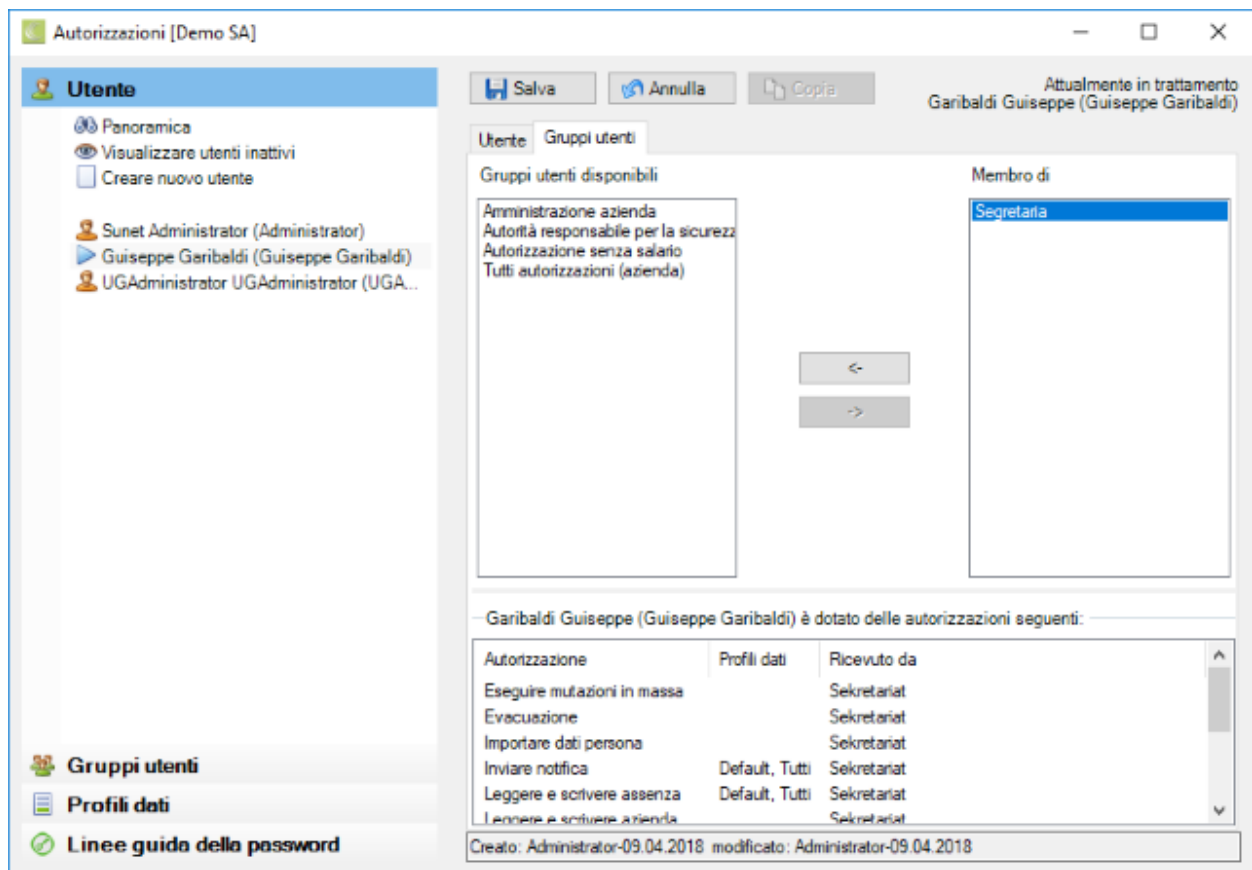 Autorizzazioni [Demo SA]
Utente
Panoramica
Visualizzare utenti inattivi
Creare nuovo utente
Sunet Administrator (Administrator)
Guiseppe Garibaldi (Guiseppe Garibaldi)
UGAdministrator UGAdministrator (UGA...
Gruppi utenti
Profili dati
Linee guida della password
Salva Annulla Copia
Attualmente in trattamento
Garibaldi Guiseppe (Guiseppe Garibaldi)
Utente Gruppi utenti
Gruppi utenti disponibili
Amministrazione azienda
Autorità responsabile per la sicurezz
Autorizzazione senza salario
Tutti autorizzazioni (azienda)
<-
->
Membro di
Segretaria
Garibaldi Guiseppe (Guiseppe Garibaldi) è dotato delle autorizzazioni seguenti:
Autorizzazione Profili dati Ricevuto da
Eseguire mutazioni in massa Sekretariat
Evacuazione Sekretariat
Importare dati persona Sekretariat
Inviare notifica Default, Tutti Sekretariat
Leggere e scrivere assenza Default, Tutti Sekretariat
Leggere e scrivere azienda Sekretariat
Creato: Administrator-09.04.2018 modificato: Administrator-09.04.2018